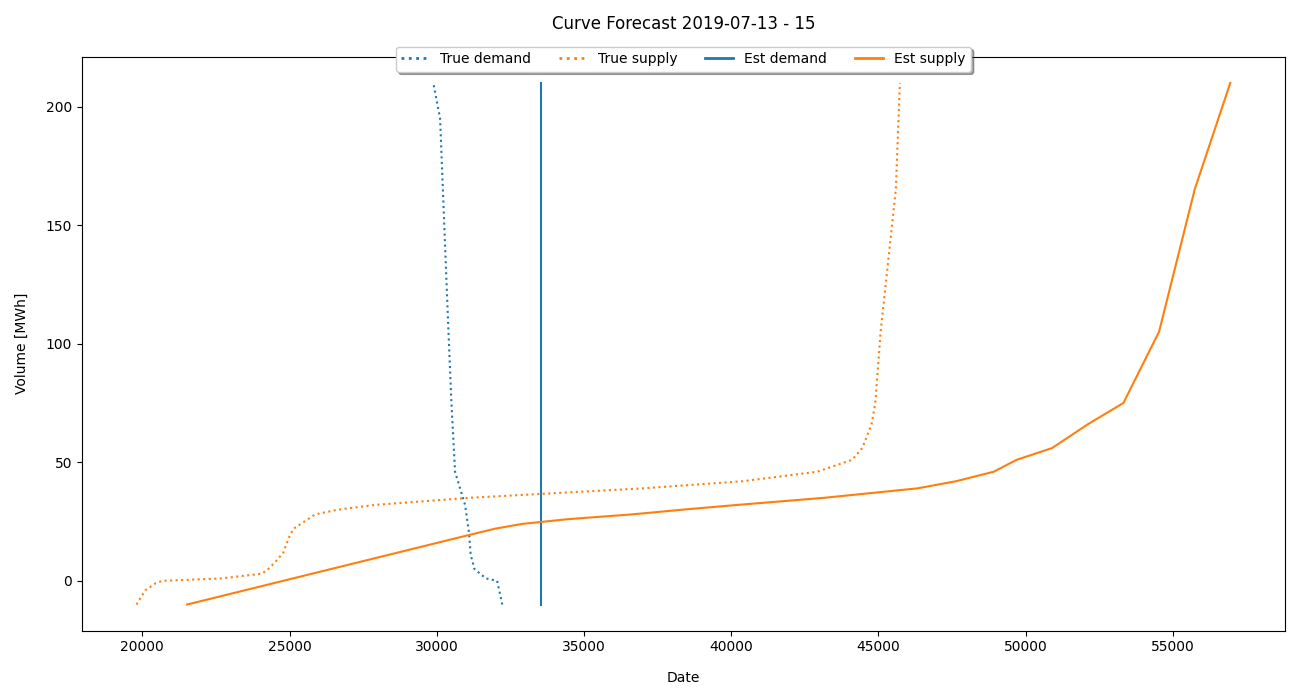 Curve Forecast 2019-07-13 - 15
True demand True supply Est demand Est supply
200
150
100
50
0
Volume [MWh]
20000 25000 30000 35000 40000 45000 50000 55000
Date